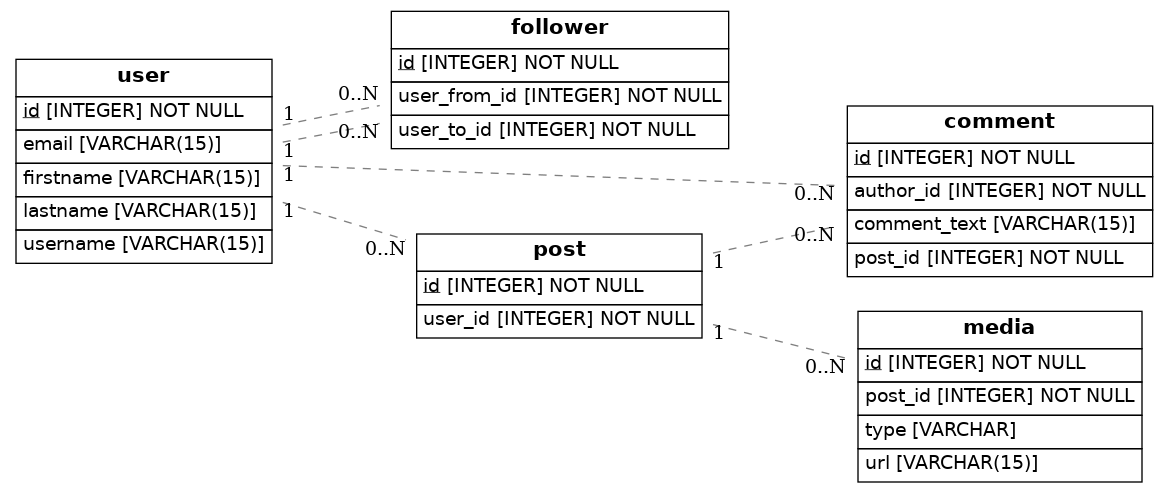 user
id [INTEGER] NOT NULL
email [VARCHAR(15)]
firstname [VARCHAR(15)]
lastname [VARCHAR(15)]
username [VARCHAR(15)]
1
1
1
1
0..N
0..N
0..N
follower
id [INTEGER] NOT NULL
user_from_id [INTEGER] NOT NULL
user_to_id [INTEGER] NOT NULL
post
id [INTEGER] NOT NULL
user_id [INTEGER] NOT NULL
1
1
0..N
0..N
0..N
comment
id [INTEGER] NOT NULL
author_id [INTEGER] NOT NULL
comment_text [VARCHAR(15)]
post_id [INTEGER] NOT NULL
media
id [INTEGER] NOT NULL
post_id [INTEGER] NOT NULL
type [VARCHAR]
url [VARCHAR(15)]